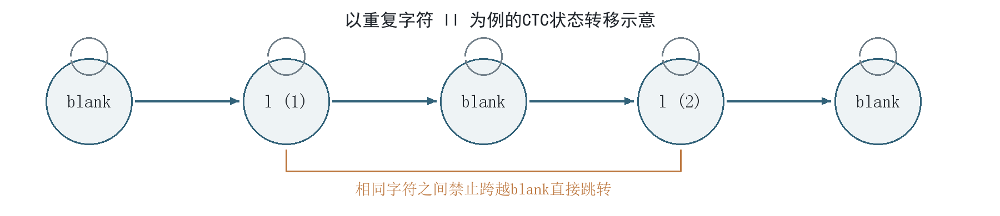 以重复字符 ll 为例的CTC状态转移示意
blank
l (1)
blank
l (2)
blank
相同字符之间禁止跨越blank直接跳转